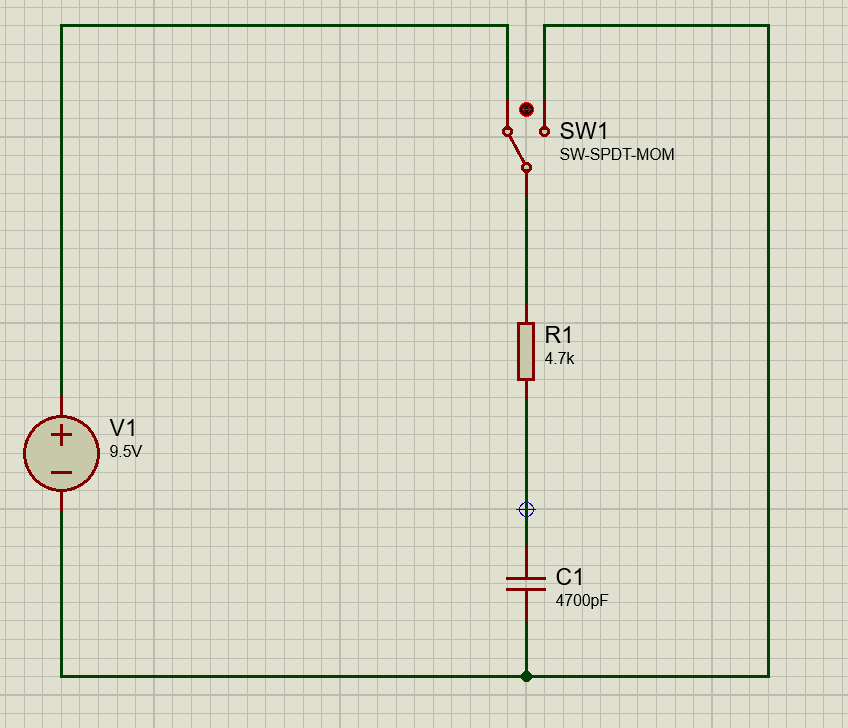 SW1
SW-SPDT-MOM
R1
4.7k
V1
9.5V
C1
4700pF